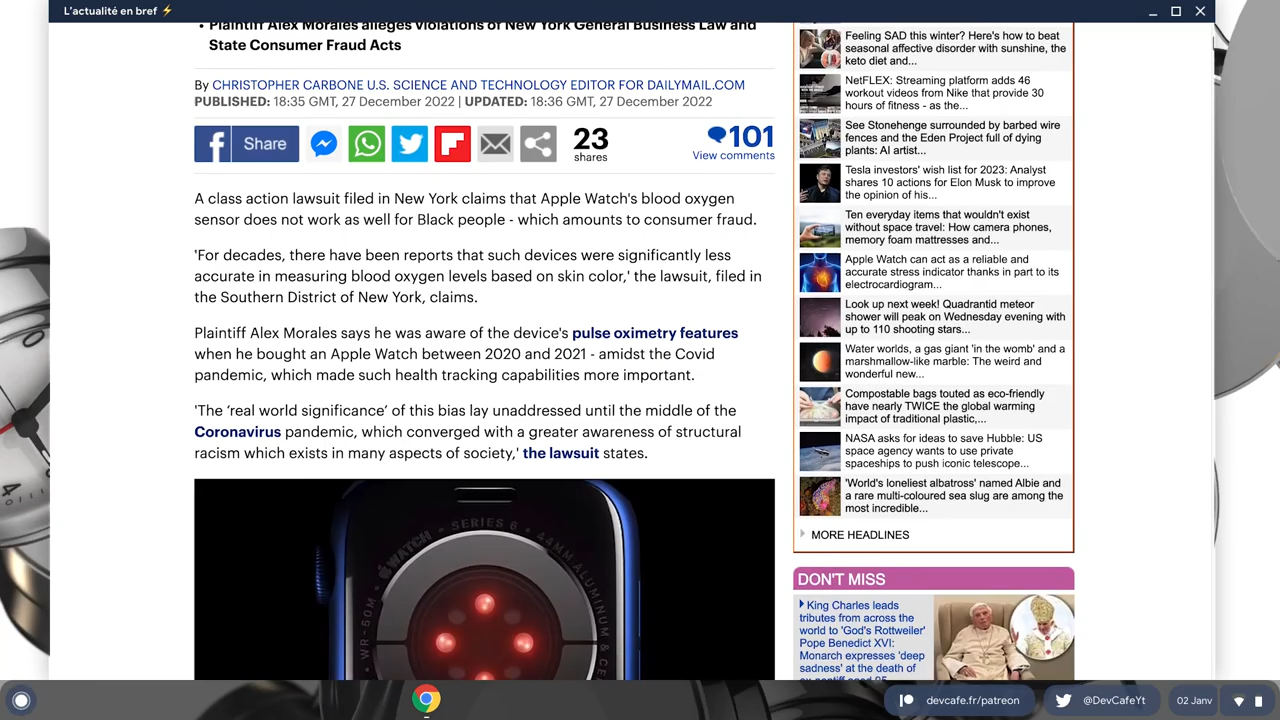 L'actualité en bref ⚡
• Plaintiff Alex Morales alleges violations of New York General Business Law and
State Consumer Fraud Acts
By CHRISTOPHER CARBONE U.S. SCIENCE AND TECHNOLOGY EDITOR FOR DAILYMAIL.COM
PUBLISHED: 18:35 GMT, 27 December 2022 | UPDATED: 18:36 GMT, 27 December 2022
Share
23
shares
101
View comments
A class action lawsuit filed in New York claims that Apple Watch's blood oxygen
sensor does not work as well for Black people - which amounts to consumer fraud.
'For decades, there have been reports that such devices were significantly less
accurate in measuring blood oxygen levels based on skin color,' the lawsuit, filed in
the Southern District of New York, claims.
Plaintiff Alex Morales says he was aware of the device's pulse oximetry features
when he bought an Apple Watch between 2020 and 2021 - amidst the Covid
pandemic, which made such health tracking capabilities more important.
'The ‘real world significance’ of this bias lay unaddressed until the middle of the
Coronavirus pandemic, which converged with a greater awareness of structural
racism which exists in many aspects of society,' the lawsuit states.
WATCH • SERIES 6 •
WR-50M
Feeling SAD this winter? Here's how to beat
seasonal affective disorder with sunshine, the
keto diet and...
NetFLEX: Streaming platform adds 46
workout videos from Nike that provide 30
hours of fitness - as the...
See Stonehenge surrounded by barbed wire
fences and the Eden Project full of dying
plants: AI artist...
Tesla investors' wish list for 2023: Analyst
shares 10 actions for Elon Musk to improve
the opinion of his...
Ten everyday items that wouldn't exist
without space travel: How camera phones,
memory foam mattresses and...
Apple Watch can act as a reliable and
accurate stress indicator thanks in part to its
electrocardiogram...
Look up next week! Quadrantid meteor
shower will peak on Wednesday evening with
up to 110 shooting stars...
Water worlds, a gas giant 'in the womb' and a
marshmallow-like marble: The weird and
wonderful new...
Compostable bags touted as eco-friendly
have nearly TWICE the global warming
impact of traditional plastic,...
NASA asks for ideas to save Hubble: US
space agency wants to use private
spaceships to push iconic telescope...
'World's loneliest albatross' named Albie and
a rare multi-coloured sea slug are among the
most incredible...
MORE HEADLINES
DON'T MISS
King Charles leads
tributes from across the
world to 'God's Rottweiler'
Pope Benedict XVI:
Monarch expresses 'deep
sadness' at the death of
devcafe.fr/patreon
@DevCafeYt
02 Janv